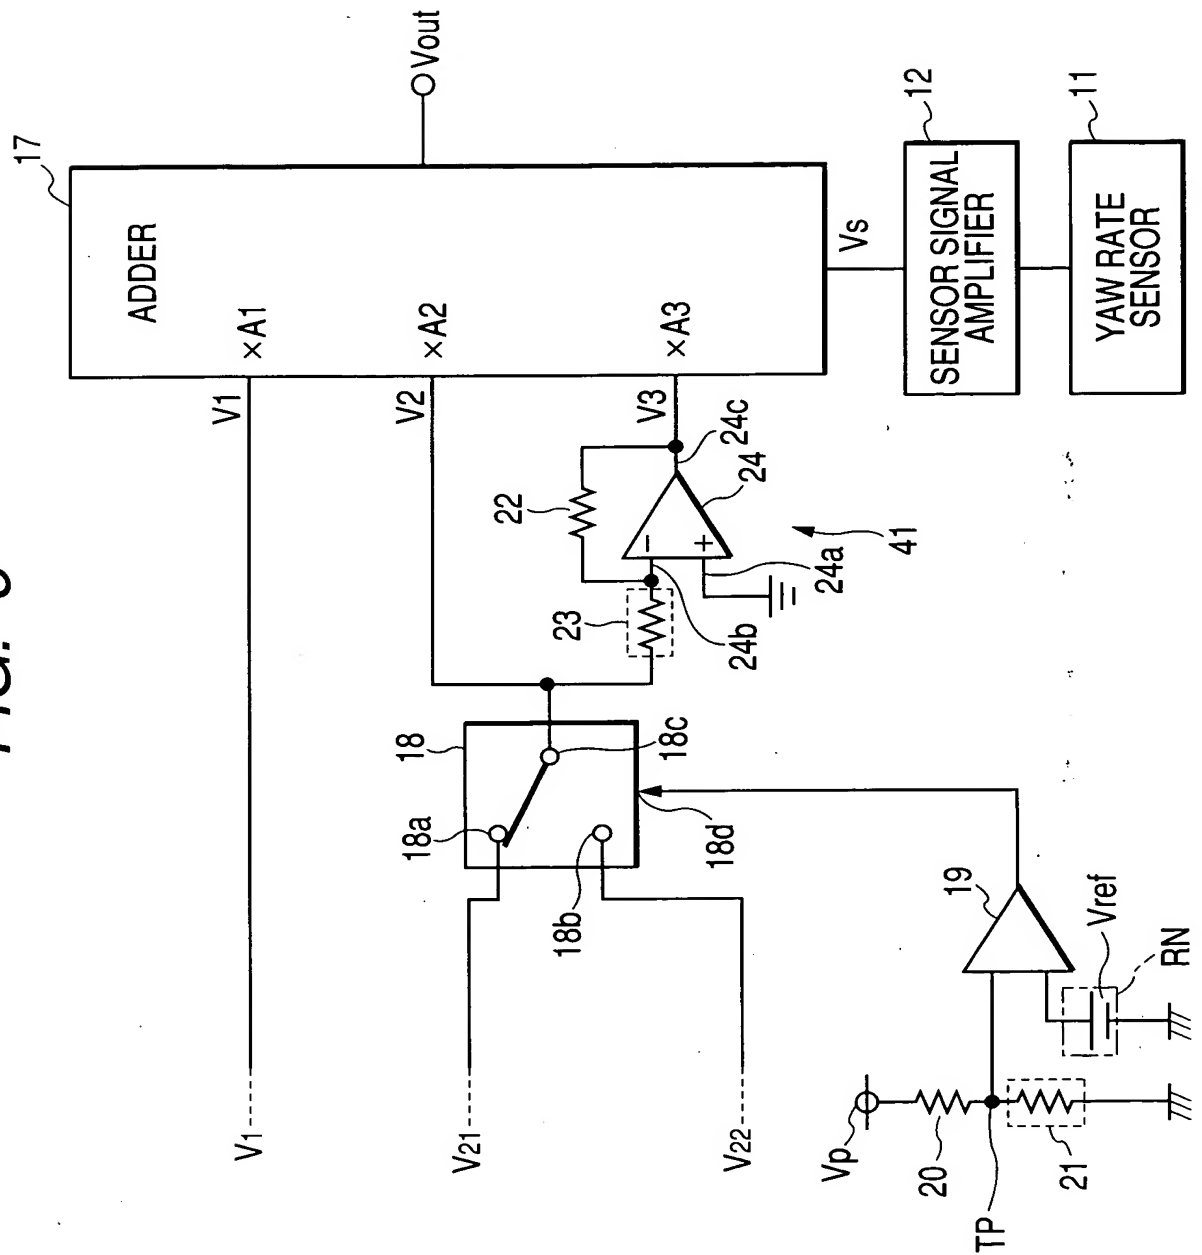 17
ADDER
×A1
×A2
×A3
Vout
V1
V2
V3
Vs
12
SENSOR SIGNAL
AMPLIFIER
11
YAW RATE
SENSOR
22
23
24c
24
24a
24b
41
18
18a
18b
18c
18d
19
Vref
RN
V1
V21
V22
Vp
20
21
TP